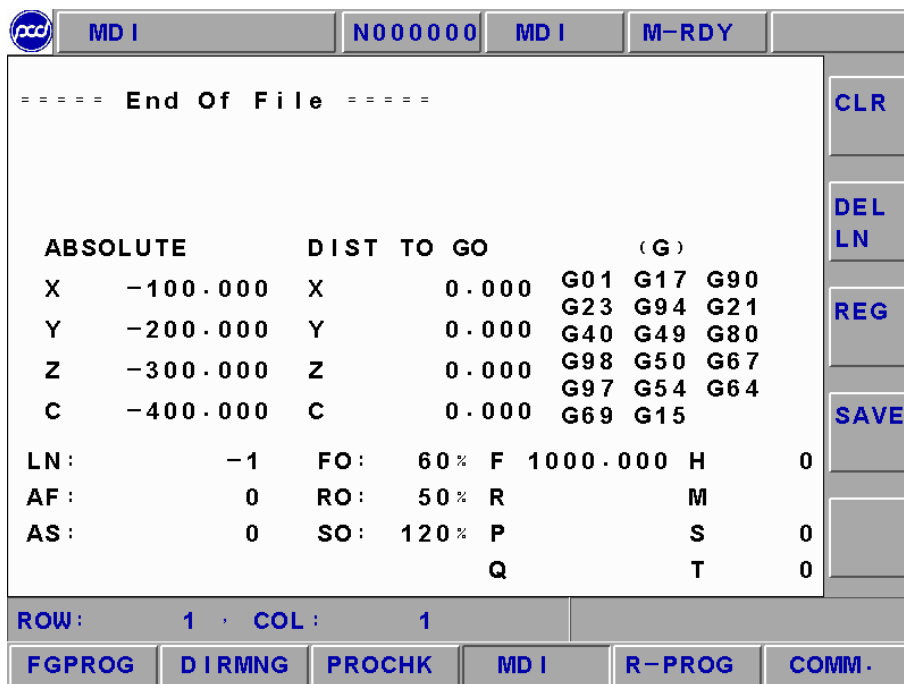 pcd MDI N000000 MDI M-RDY
===== End Of File =====
CLR
DEL
LN
REG
SAVE
ABSOLUTE DIST TO GO (G)
X -100.000 X 0.000 G01 G17 G90
G23 G94 G21
Y -200.000 Y 0.000 G40 G49 G80
Z -300.000 Z 0.000 G98 G50 G67
G97 G54 G64
C -400.000 C 0.000 G69 G15
LN: -1 FO: 60% F 1000.000 H 0
AF: 0 RO: 50% R M
AS: 0 SO: 120% P S 0
Q T 0
ROW: 1 , COL: 1
FGPROG DIRMNG PROCHK MDI R-PROG COMM.